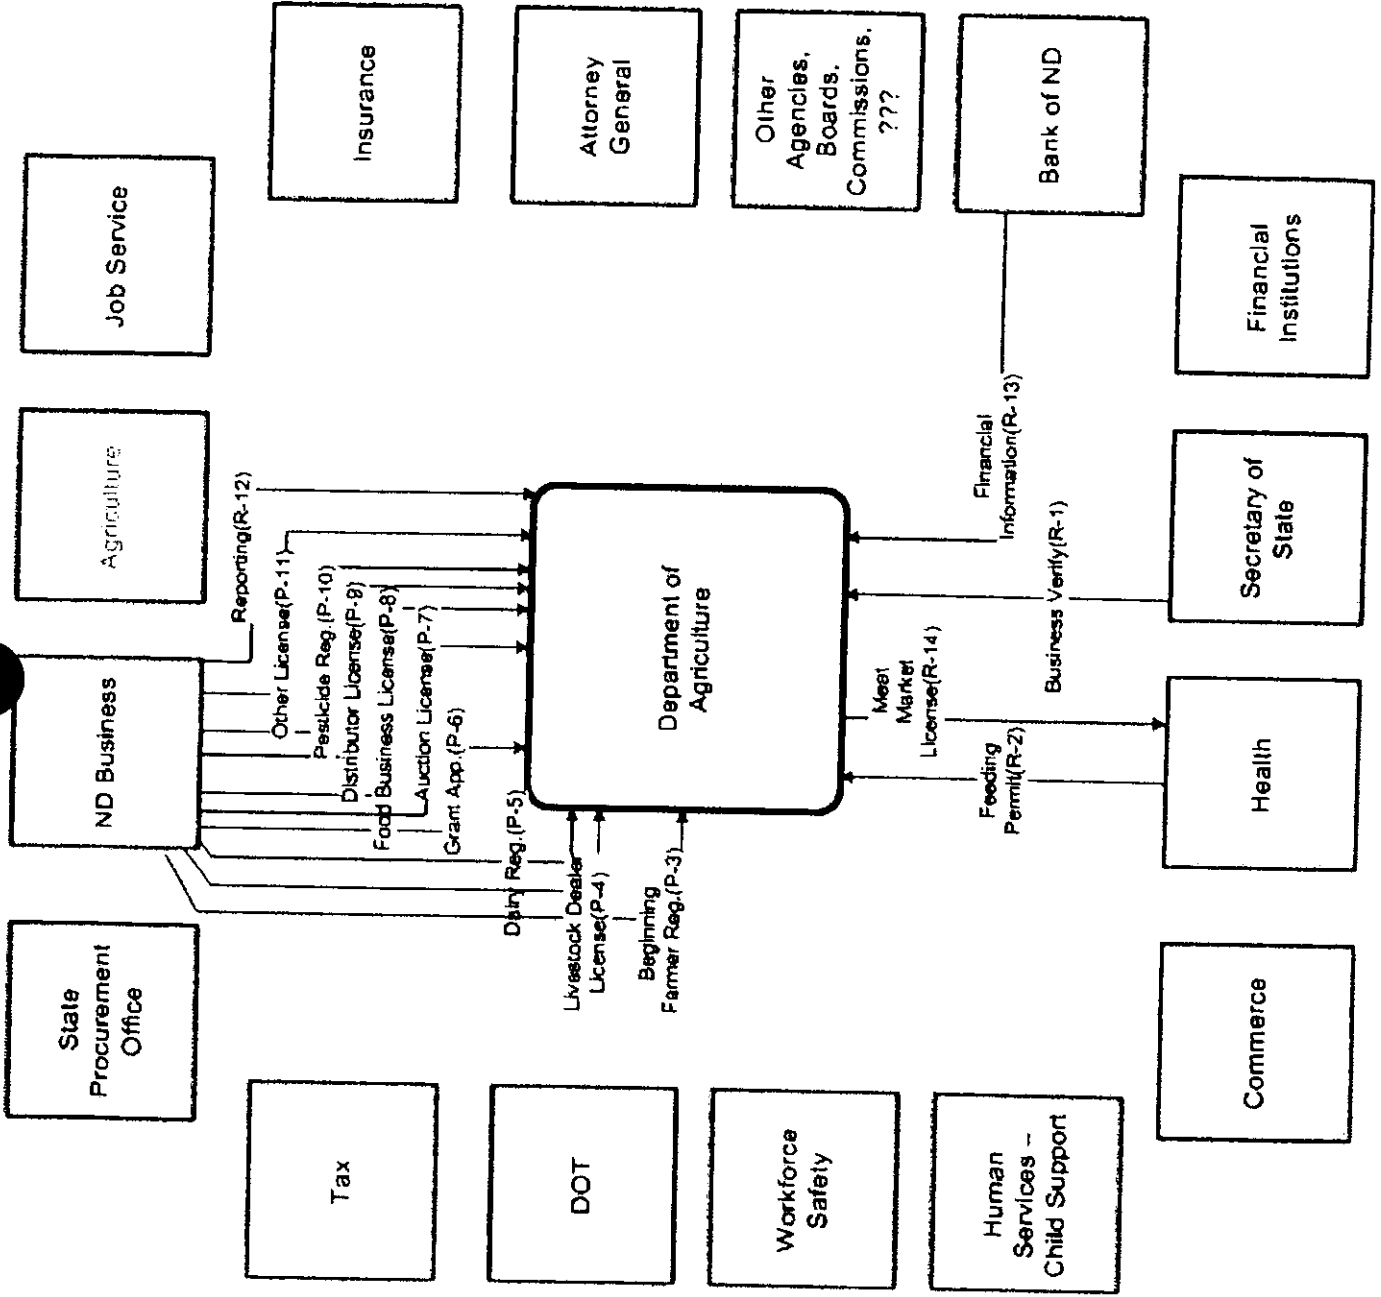 State
Procurement
Office
ND Business
Agriculture
Job Service
Tax
Insurance
DOT
Attorney
General
Workforce
Safety
Other
Agencies,
Boards,
Commissions,
???
Human
Services –
Child Support
Bank of ND
Commerce
Health
Secretary of
State
Financial
Institutions
Department of
Agriculture
Reporting(R-12)
Other License(P-11)
Pesticide Reg.(P-10)
Distributor License(P-9)
Food Business License(P-8)
Auction License(P-7)
Grant App.(P-6)
Dairy Reg.(P-5)
Livestock Dealer
License(P-4)
Beginning
Farmer Reg.(P-3)
Meat
Market
License(R-14)
Feeding
Permit(R-2)
Business Verify(R-1)
Financial
Information(R-13)